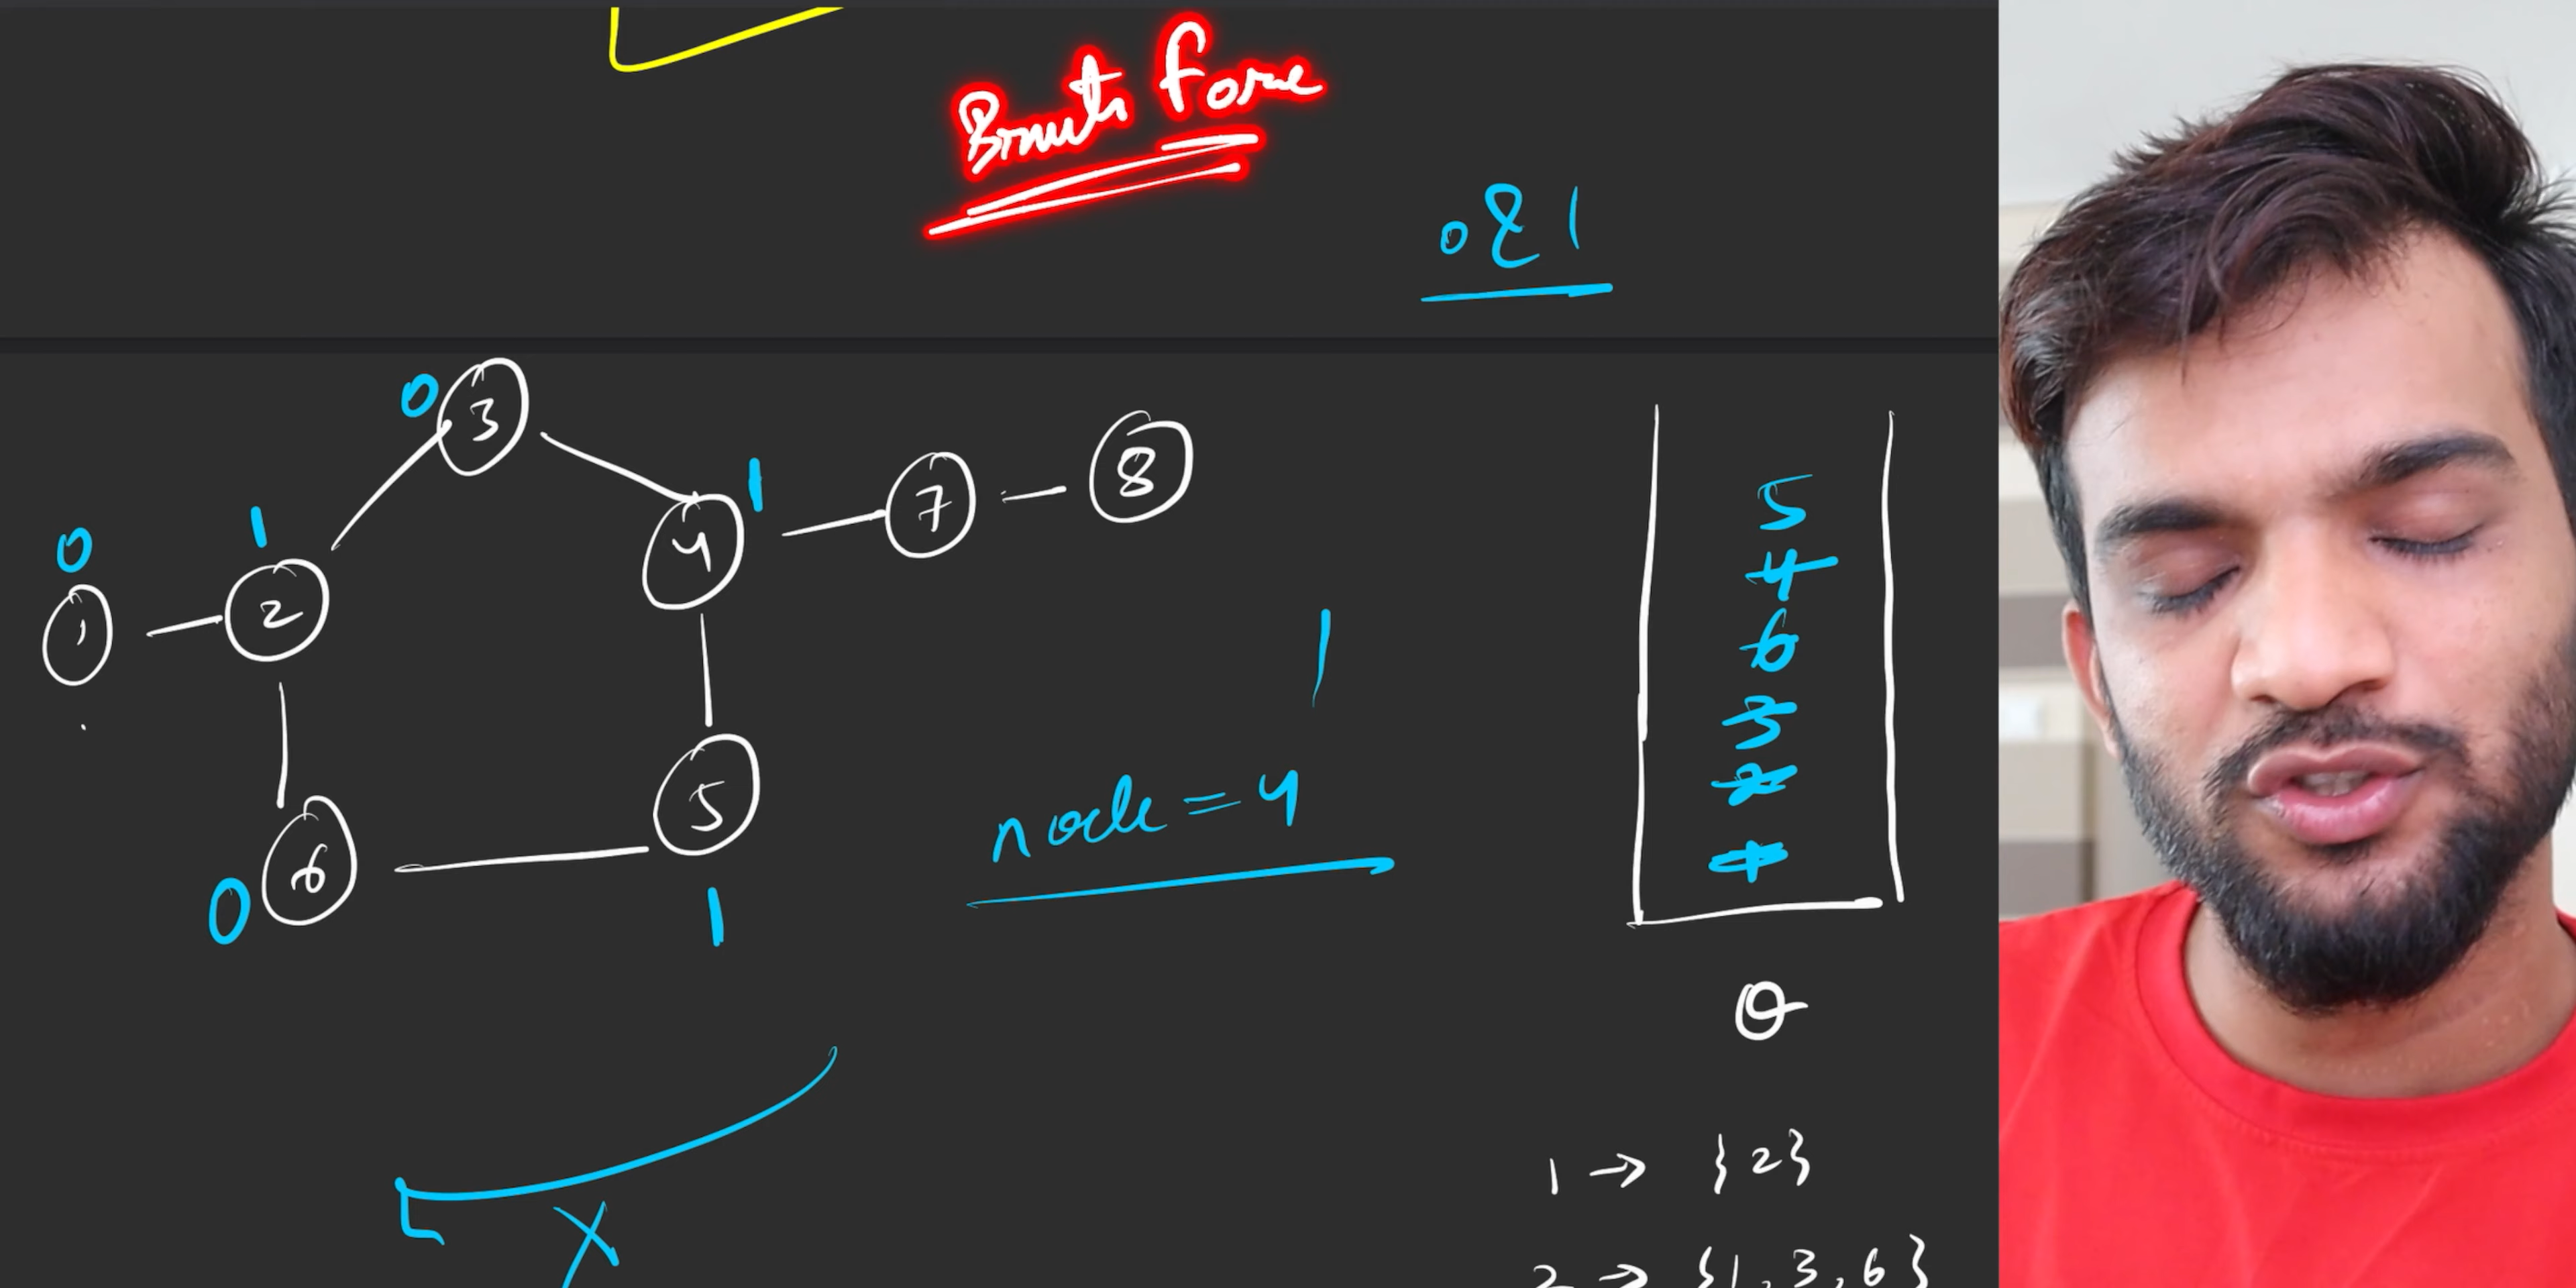 Brute Force
0 & 1
0 3
0 1 1 7 8
1 2 4
6 5
0 1
node = 4
1
5
4
6
3
2
1
Q
1 → {2}
2 → {1, 3, 6}
X